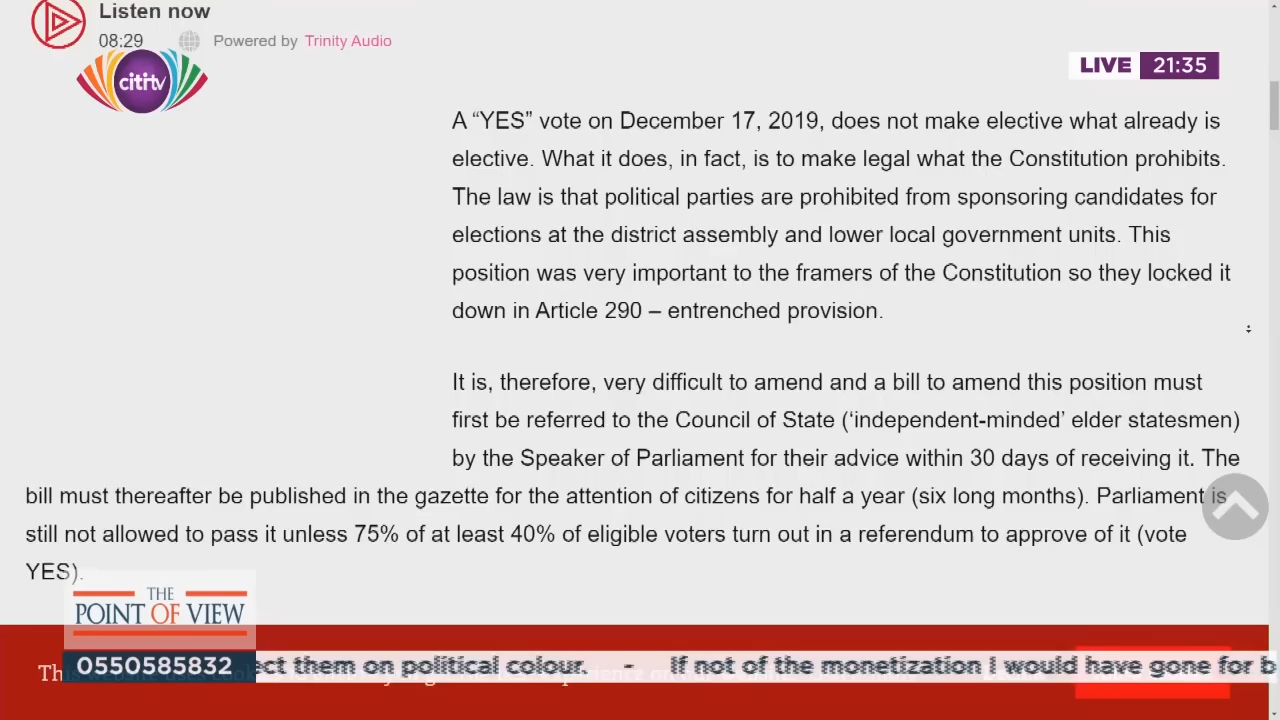 Listen now
08:29
Powered by Trinity Audio
cititv
LIVE 21:35
A “YES” vote on December 17, 2019, does not make elective what already is
elective. What it does, in fact, is to make legal what the Constitution prohibits.
The law is that political parties are prohibited from sponsoring candidates for
elections at the district assembly and lower local government units. This
position was very important to the framers of the Constitution so they locked it
down in Article 290 – entrenched provision.
It is, therefore, very difficult to amend and a bill to amend this position must
first be referred to the Council of State (‘independent-minded’ elder statesmen)
by the Speaker of Parliament for their advice within 30 days of receiving it. The
bill must thereafter be published in the gazette for the attention of citizens for half a year (six long months). Parliament is
still not allowed to pass it unless 75% of at least 40% of eligible voters turn out in a referendum to approve of it (vote
YES).
THE
POINT OF VIEW
0550585832 ect them on political colour. - If not of the monetization I would have gone for b